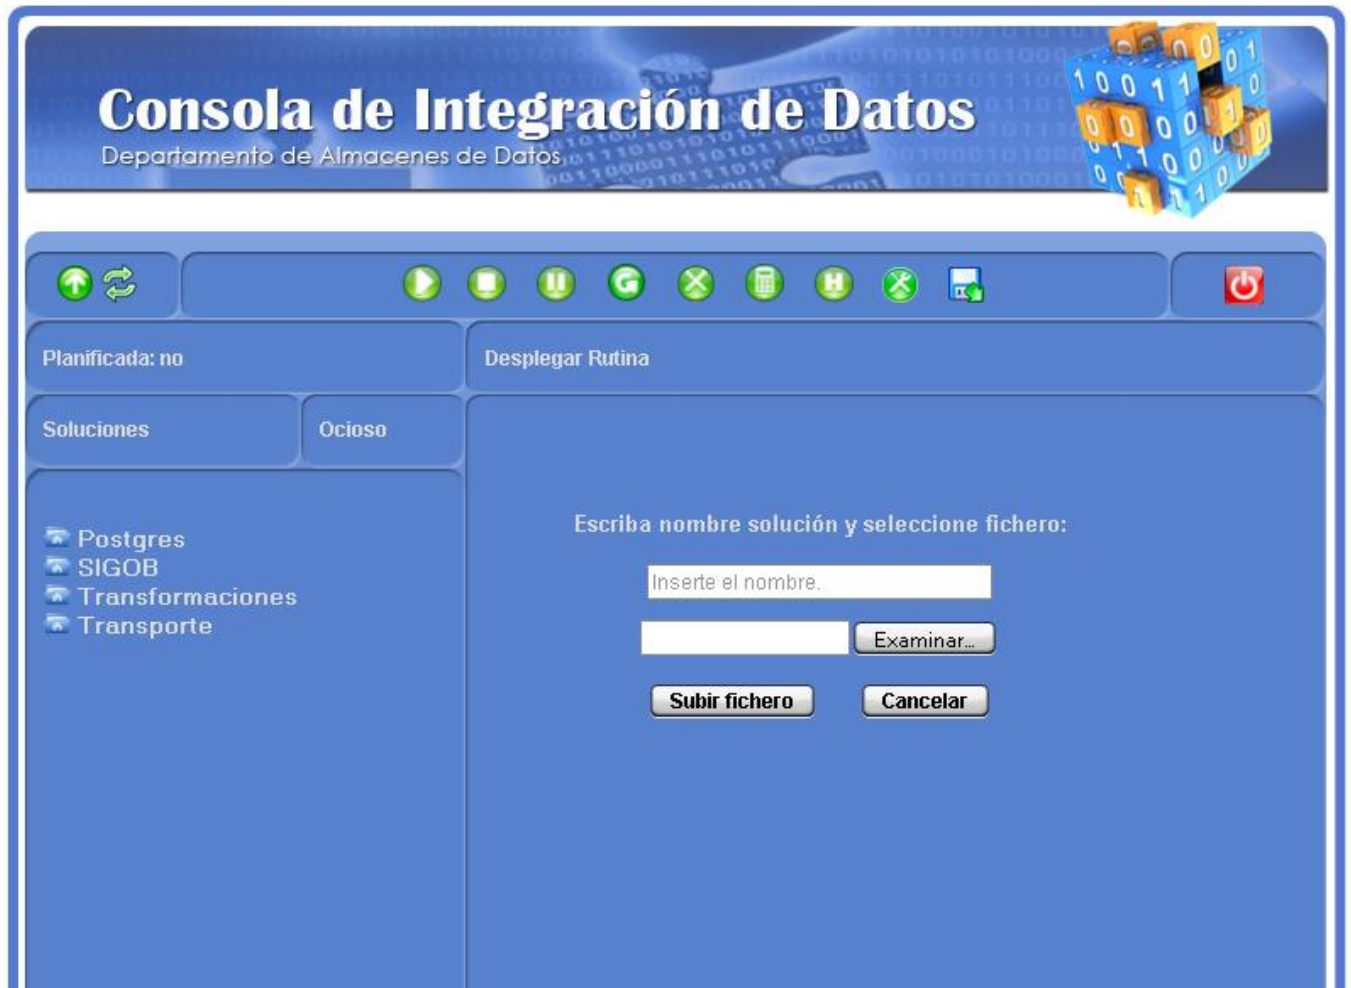 Consola de Integración de Datos
Departamento de Almacenes de Datos
Planificada: no
Desplegar Rutina
Soluciones
Ocioso
Postgres
SIGOB
Transformaciones
Transporte
Escriba nombre solución y seleccione fichero:
Inserte el nombre.
Examinar...
Subir fichero
Cancelar